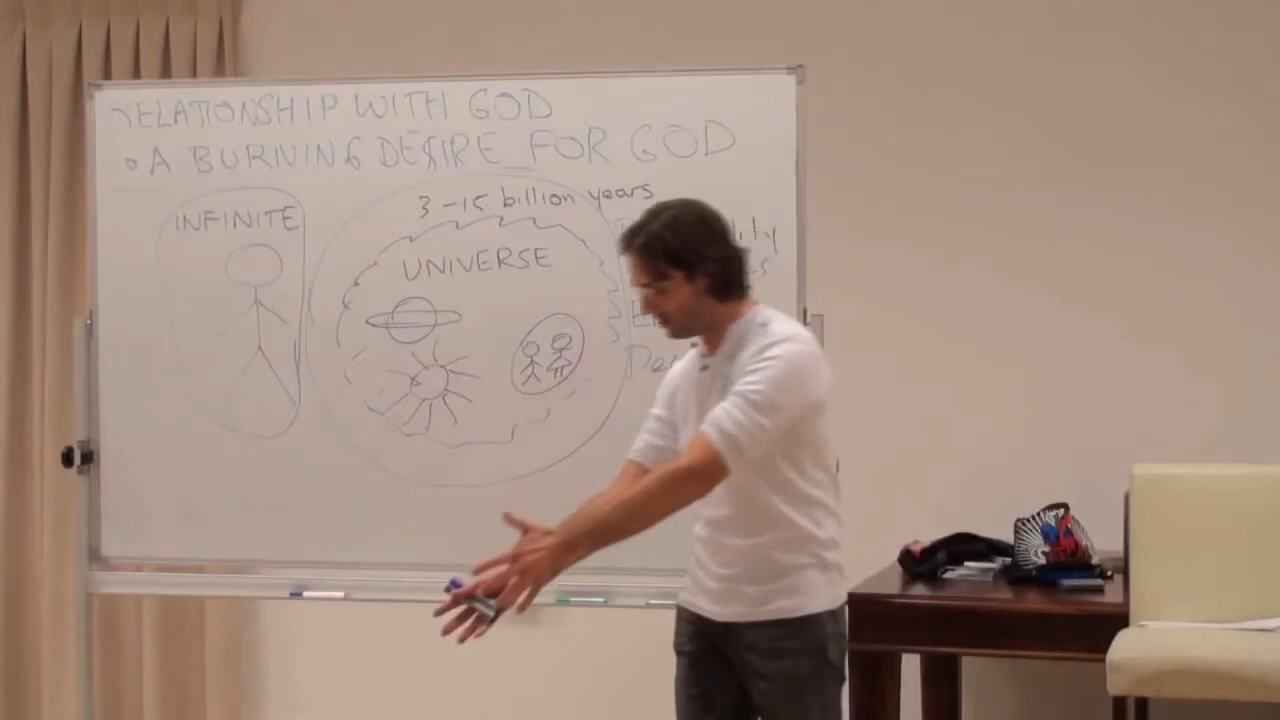 RELATIONSHIP WITH GOD
• A BURNING DESIRE FOR GOD
INFINITE
3-15 billion years
UNIVERSE